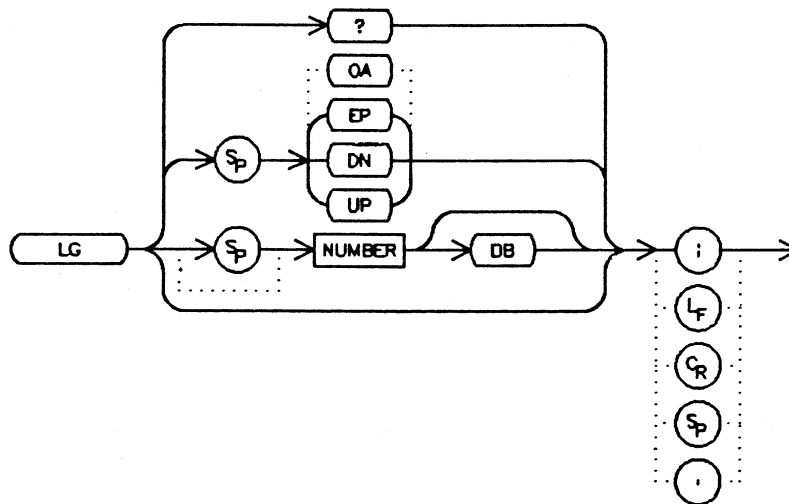 ?
OA
EP
SP
DN
UP
LG
SP
NUMBER
DB
;
LF
CR
SP
,